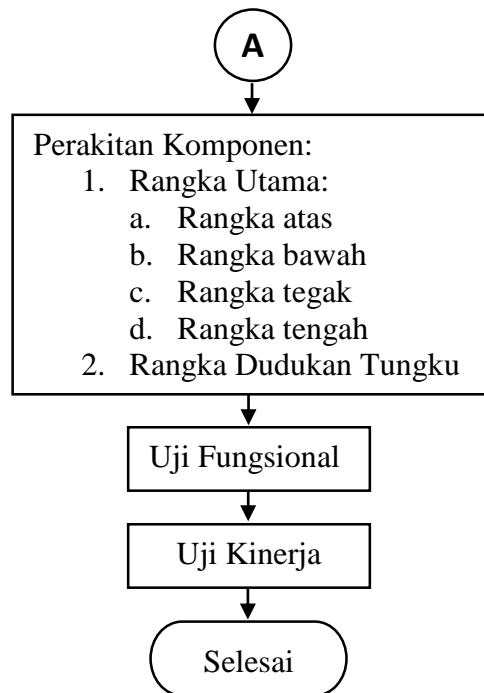 A
Perakitan Komponen:
1. Rangka Utama:
a. Rangka atas
b. Rangka bawah
c. Rangka tegak
d. Rangka tengah
2. Rangka Dudukan Tungku
Uji Fungsional
Uji Kinerja
Selesai